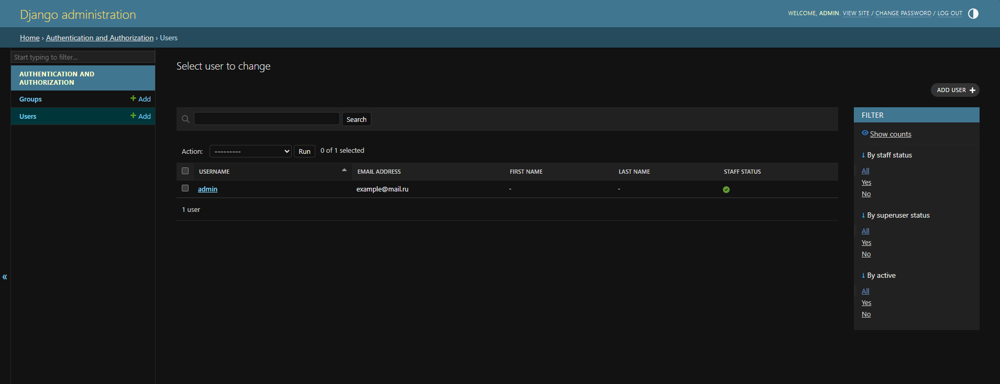 Django administration
WELCOME, ADMIN. VIEW SITE / CHANGE PASSWORD / LOG OUT
Home › Authentication and Authorization › Users
Start typing to filter...
AUTHENTICATION AND
AUTHORIZATION
Groups + Add
Users + Add
«
Select user to change
ADD USER +
Search
Action: --------- Run 0 of 1 selected
USERNAME EMAIL ADDRESS FIRST NAME LAST NAME STAFF STATUS
admin example@mail.ru - -
1 user
FILTER
Show counts
↓ By staff status
All
Yes
No
↓ By superuser status
All
Yes
No
↓ By active
All
Yes
No